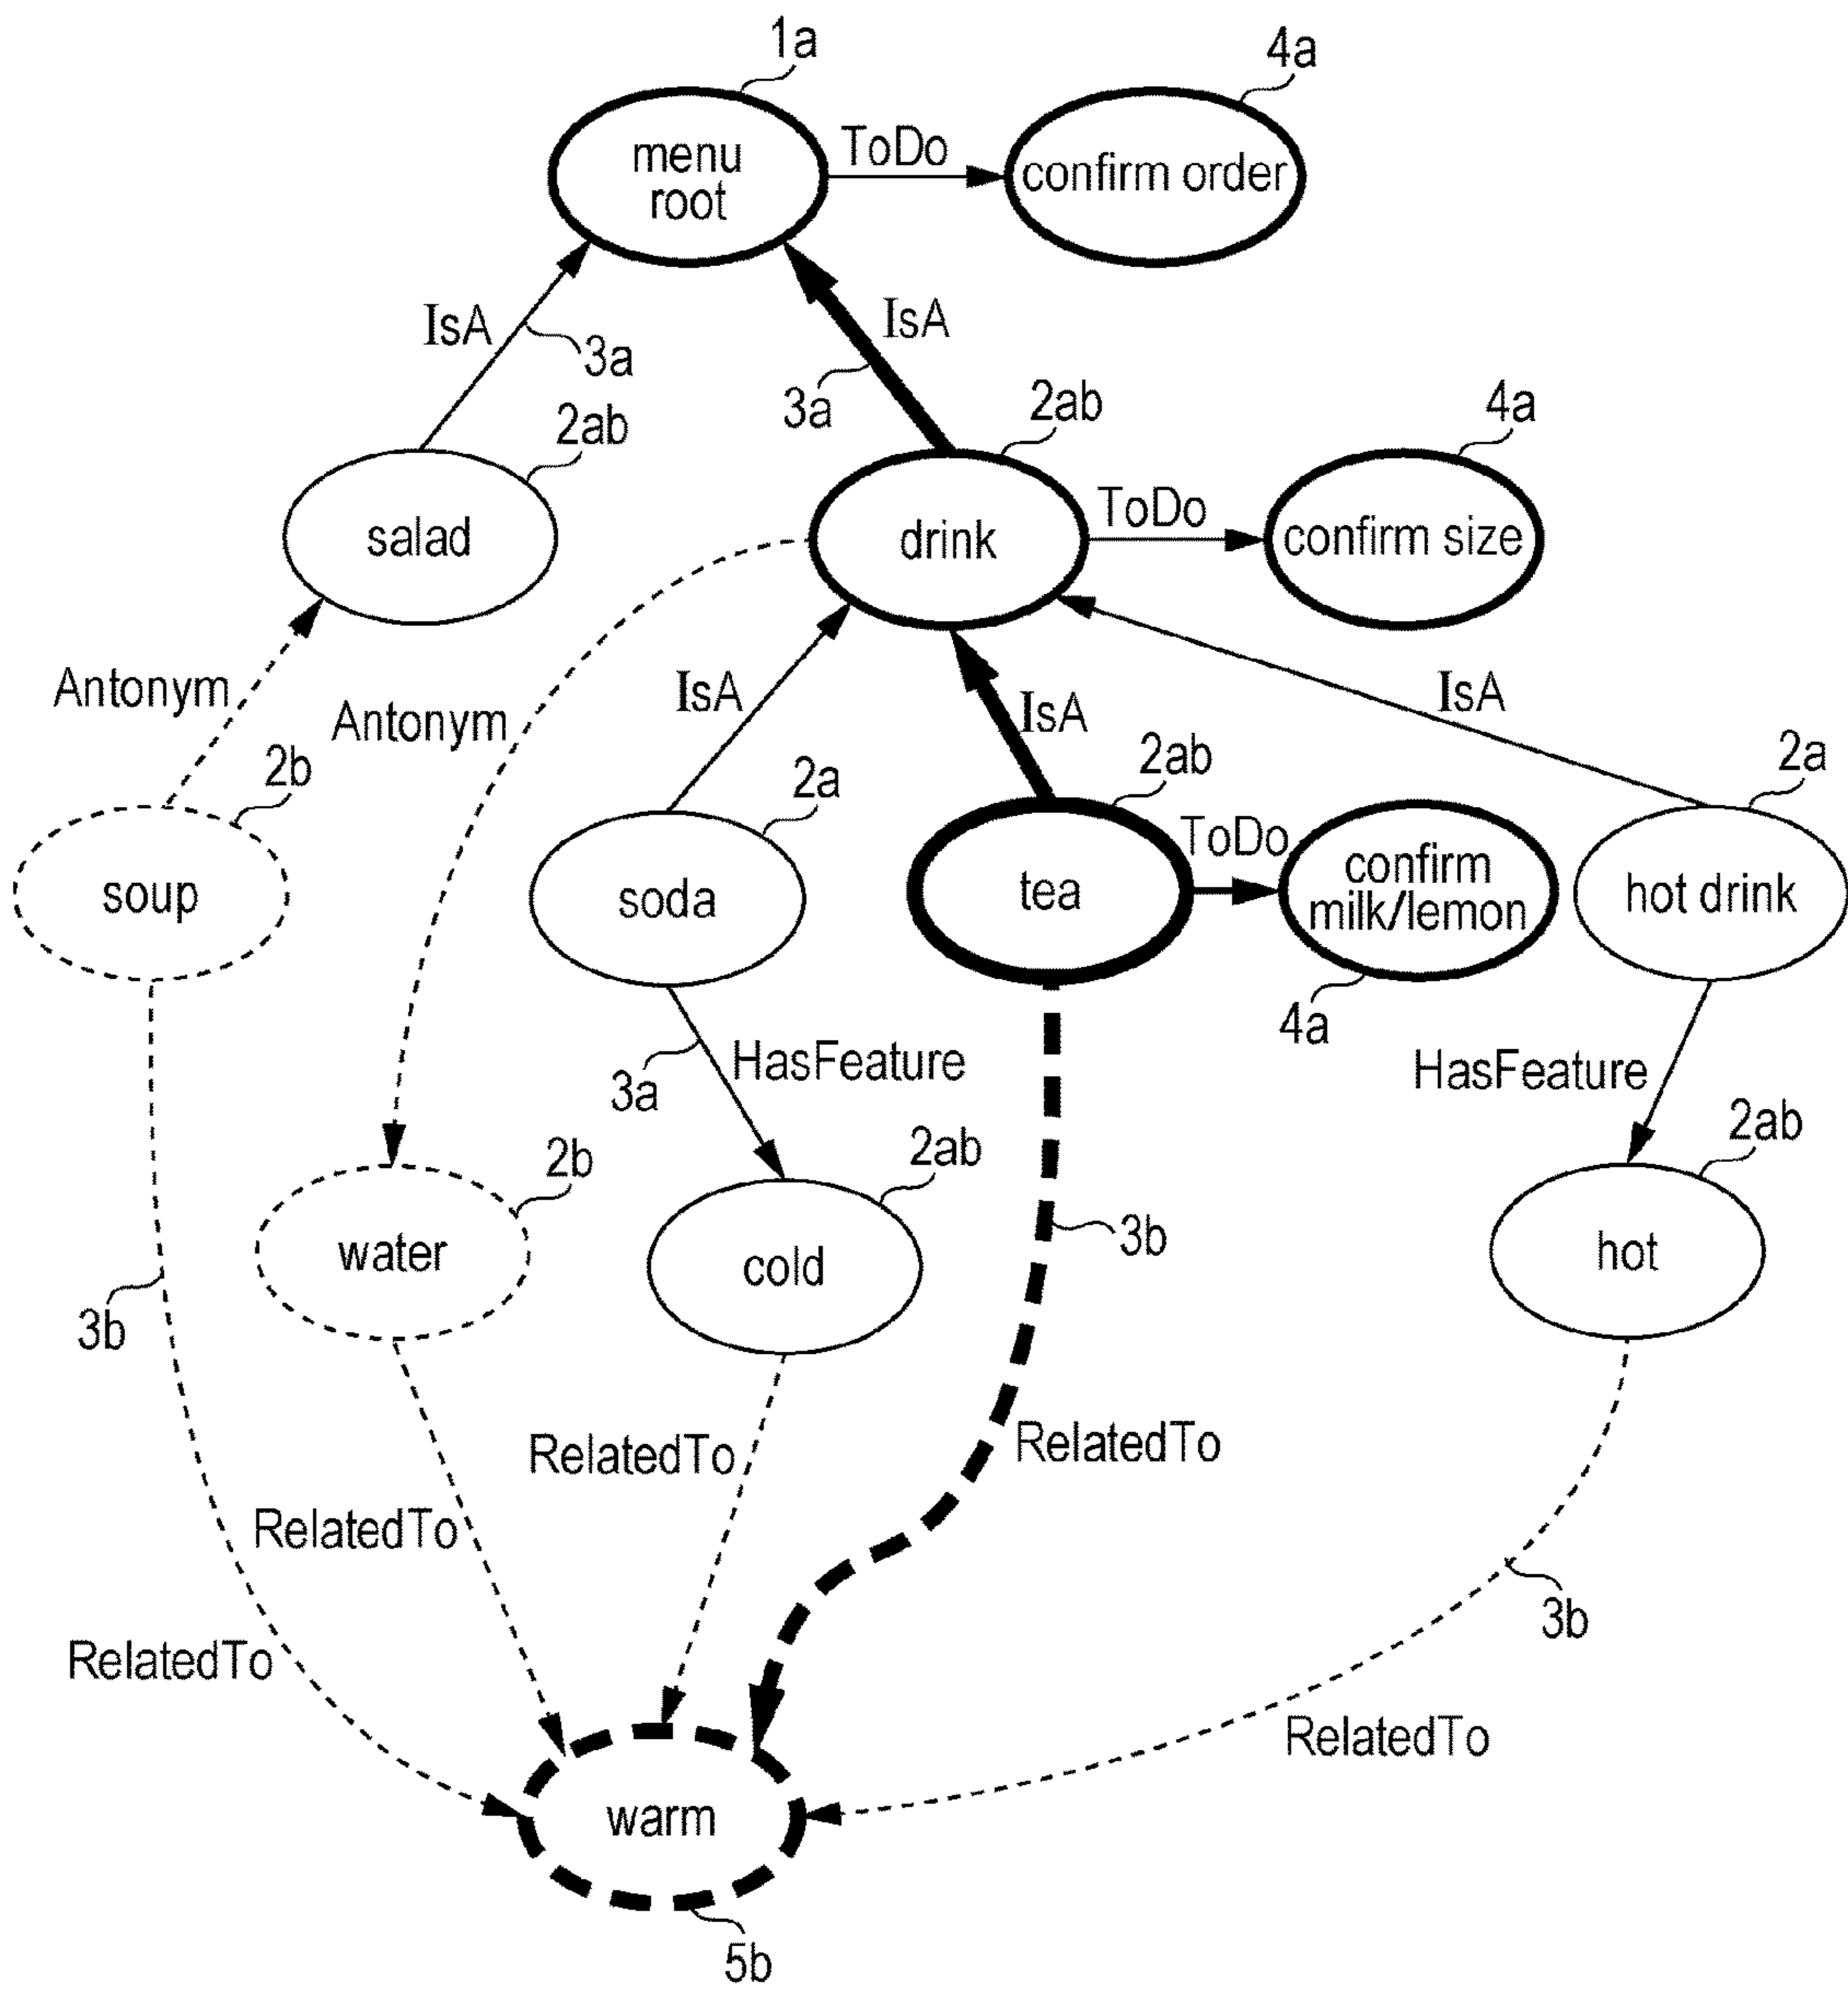 1a
4a
menu
root
ToDo
confirm order
IsA
3a
IsA
3a
2ab
2ab
4a
salad
drink
ToDo
confirm size
Antonym
Antonym
IsA
IsA
IsA
2b
2a
2ab
2a
soup
soda
tea
ToDo
confirm
milk/lemon
hot drink
4a
3a
HasFeature
HasFeature
2b
2ab
2ab
3b
water
cold
hot
3b
RelatedTo
RelatedTo
RelatedTo
3b
RelatedTo
RelatedTo
warm
5b